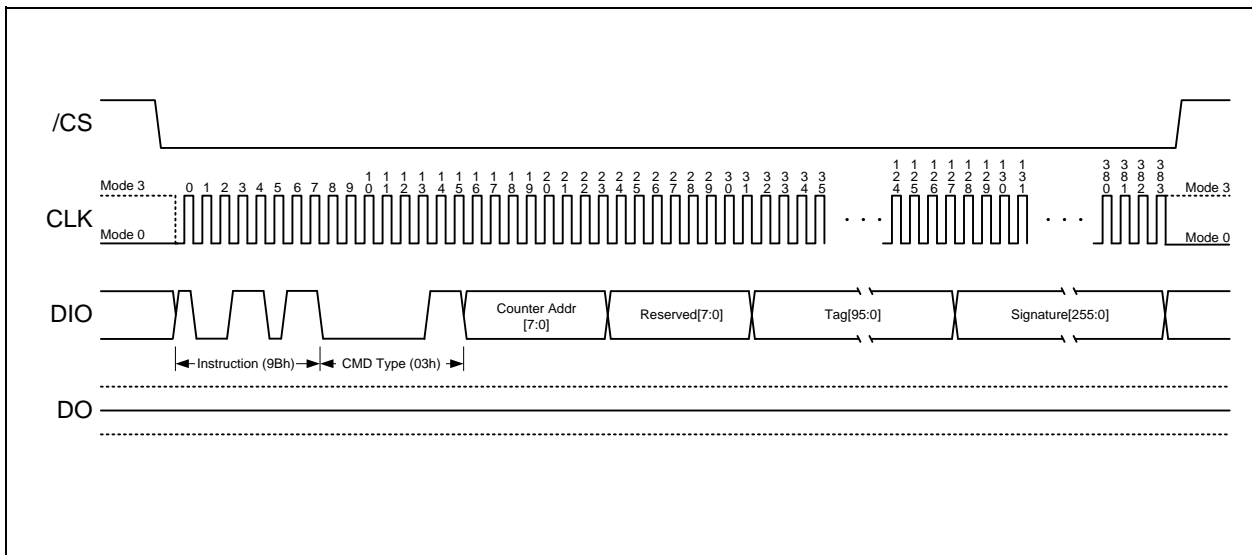 /CS
Mode 3 0 1 2 3 4 5 6 7 8 9 10 11 12 13 14 15 16 17 18 19 20 21 22 23 24 25 26 27 28 29 30 31 32 33 34 35 124 125 126 127 128 129 130 131 380 381 382 383 Mode 3
CLK . . . . . .
Mode 0 Mode 0
DIO Counter Addr [7:0] Reserved[7:0] Tag[95:0] Signature[255:0]
Instruction (9Bh) CMD Type (03h)
DO